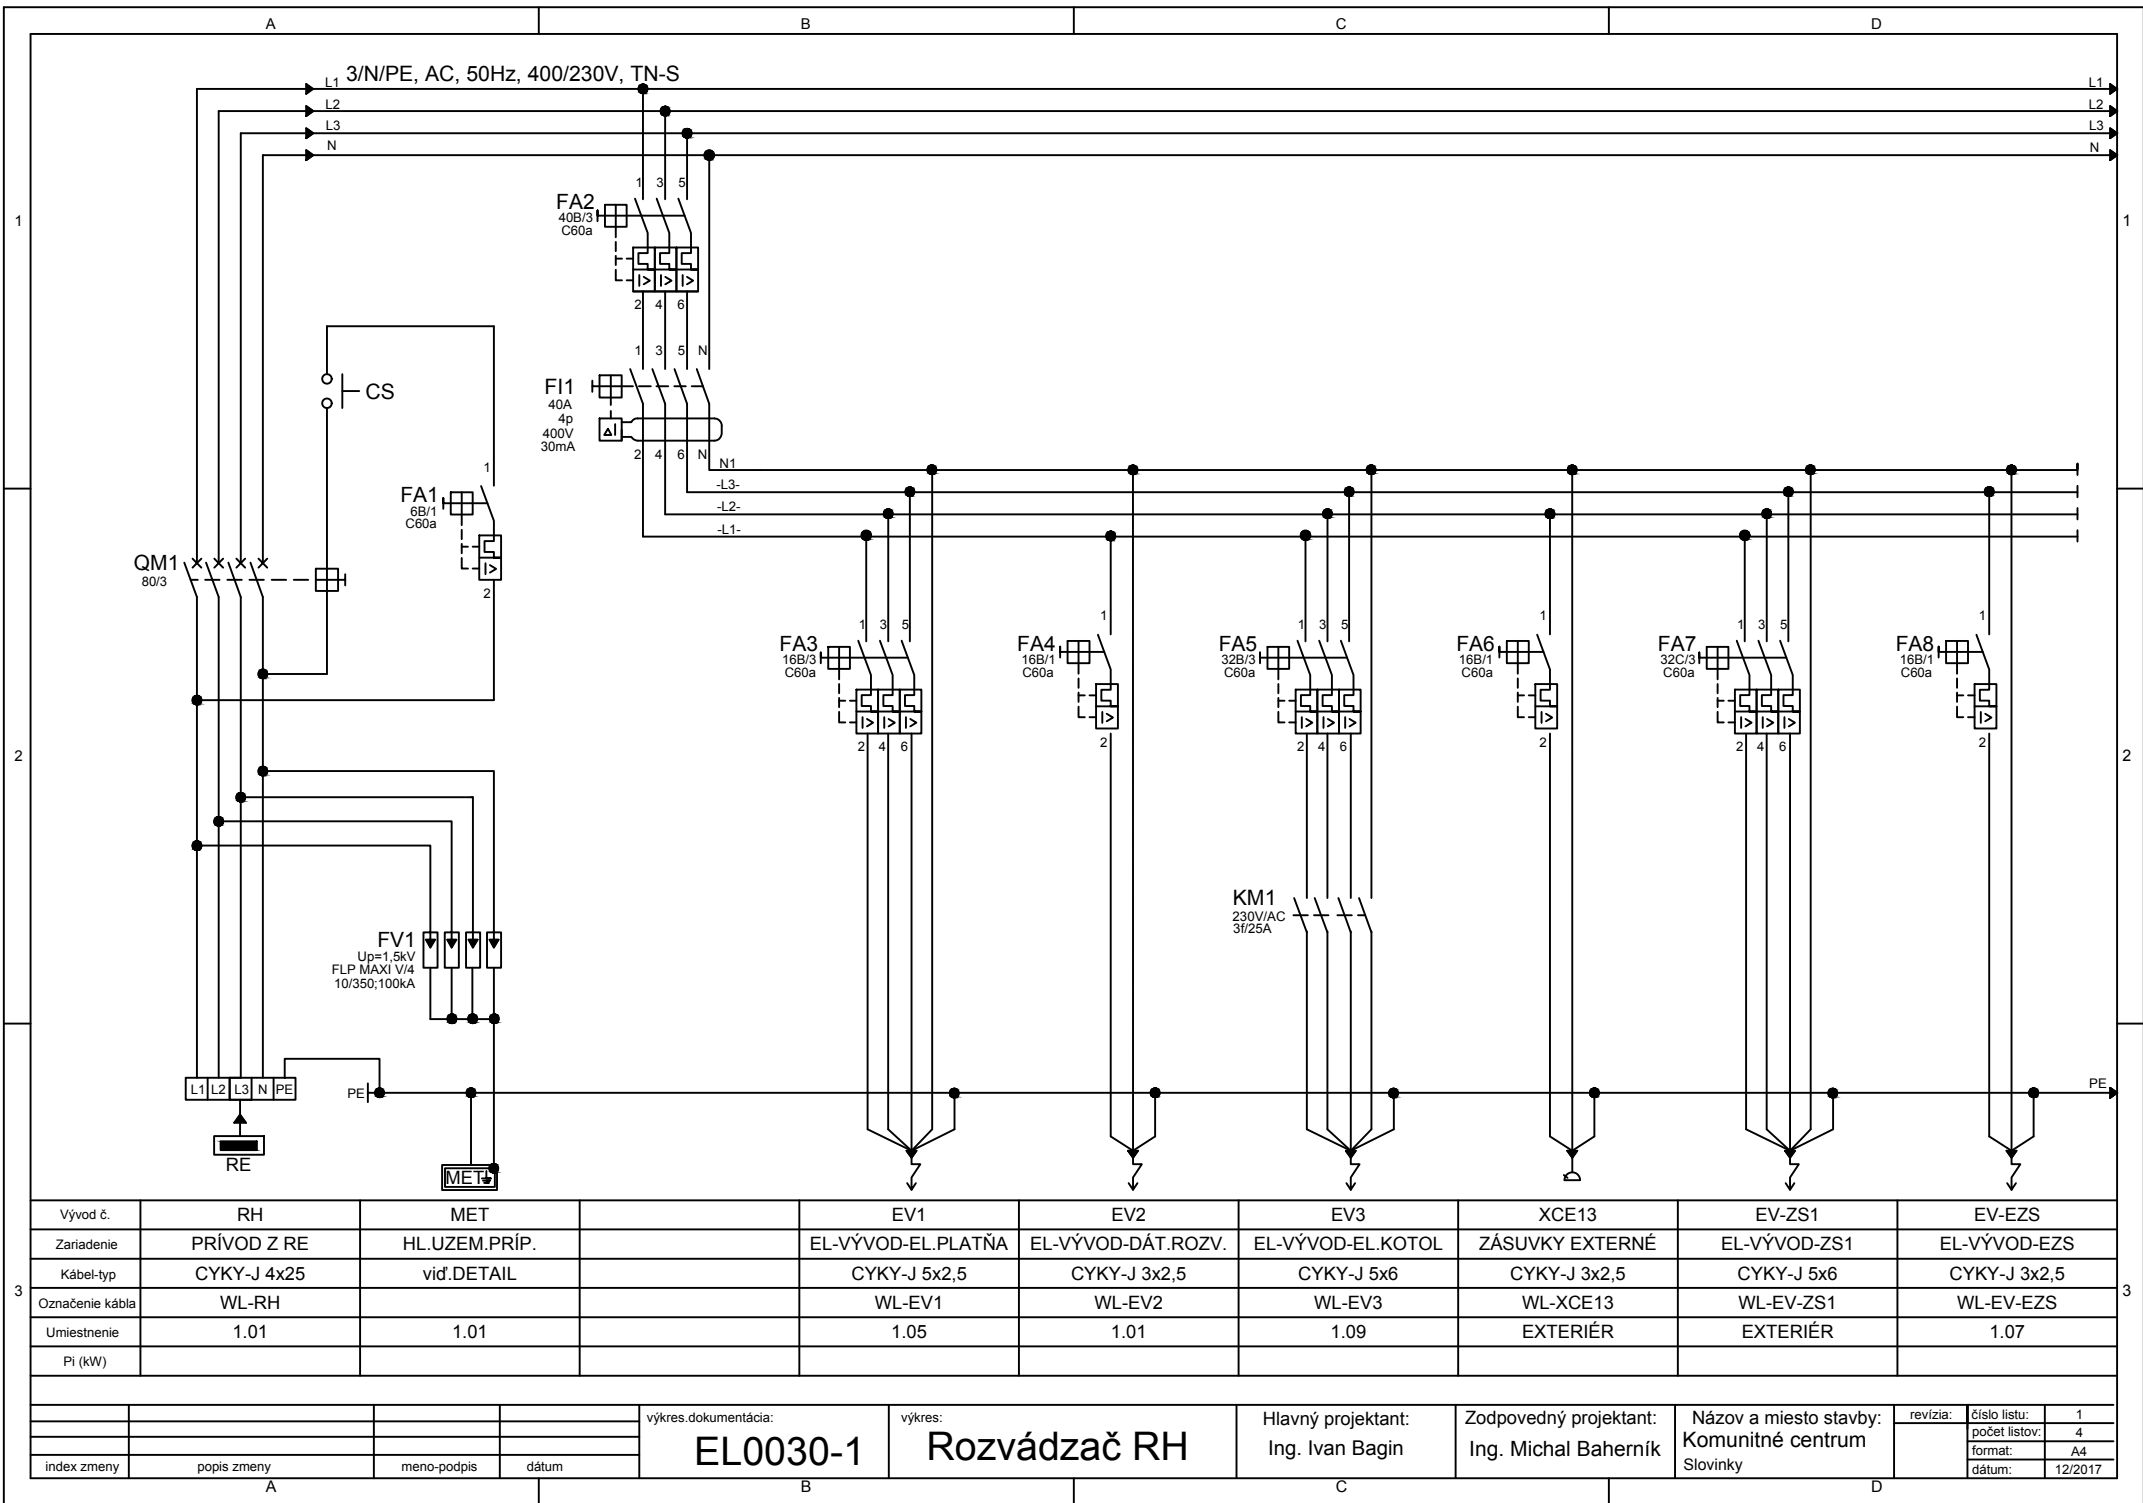 A B C D
L1 3/N/PE, AC, 50Hz, 400/230V, TN-S L1
L2 L2
L3 L3
N N
1 1
1 3 5
FA2
40B/3
C60a
I> I> I>
2 4 6
1 3 5 N
FI1
40A
4p
400V
30mA
ΔI
2 4 6 N
CS
N1
-L3-
-L2-
-L1-
1
FA1
6B/1
C60a
I>
2
QM1
80/3
1 3 5
FA3
16B/3
C60a
I> I> I>
2 4 6
1
FA4
16B/1
C60a
I>
2
1 3 5
FA5
32B/3
C60a
I> I> I>
2 4 6
1
FA6
16B/1
C60a
I>
2
1 3 5
FA7
32C/3
C60a
I> I> I>
2 4 6
1
FA8
16B/1
C60a
I>
2
2 2
KM1
230V/AC
3f/25A
FV1
Up=1,5kV
FLP MAXI V/4
10/350;100kA
L1 L2 L3 N PE
PE PE
RE
MET
Vývod č. RH MET EV1 EV2 EV3 XCE13 EV-ZS1 EV-EZS
Zariadenie PRÍVOD Z RE HL.UZEM.PRÍP. EL-VÝVOD-EL.PLATŇA EL-VÝVOD-DÁT.ROZV. EL-VÝVOD-EL.KOTOL ZÁSUVKY EXTERNÉ EL-VÝVOD-ZS1 EL-VÝVOD-EZS
Kábel-typ CYKY-J 4x25 viď.DETAIL CYKY-J 5x2,5 CYKY-J 3x2,5 CYKY-J 5x6 CYKY-J 3x2,5 CYKY-J 5x6 CYKY-J 3x2,5
3 3
Označenie kábla WL-RH WL-EV1 WL-EV2 WL-EV3 WL-XCE13 WL-EV-ZS1 WL-EV-EZS
Umiestnenie 1.01 1.01 1.05 1.01 1.09 EXTERIÉR EXTERIÉR 1.07
Pi (kW)
index zmeny popis zmeny meno-podpis dátum
výkres.dokumentácia:
EL0030-1
výkres:
Rozvádzač RH
Hlavný projektant:
Ing. Ivan Bagin
Zodpovedný projektant:
Ing. Michal Baherník
Názov a miesto stavby:
Komunitné centrum
Slovinky
revízia:
číslo listu: 1
počet listov: 4
format: A4
dátum: 12/2017
A B C D